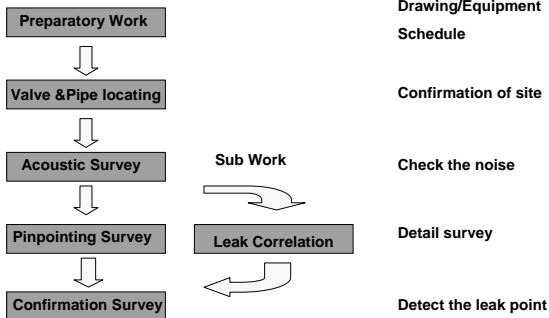 Drawing/Equipment
Preparatory Work
Schedule
Valve &Pipe locating
Confirmation of site
Sub Work
Acoustic Survey
Check the noise
Pinpointing Survey
Leak Correlation
Detail survey
Confirmation Survey
Detect the leak point